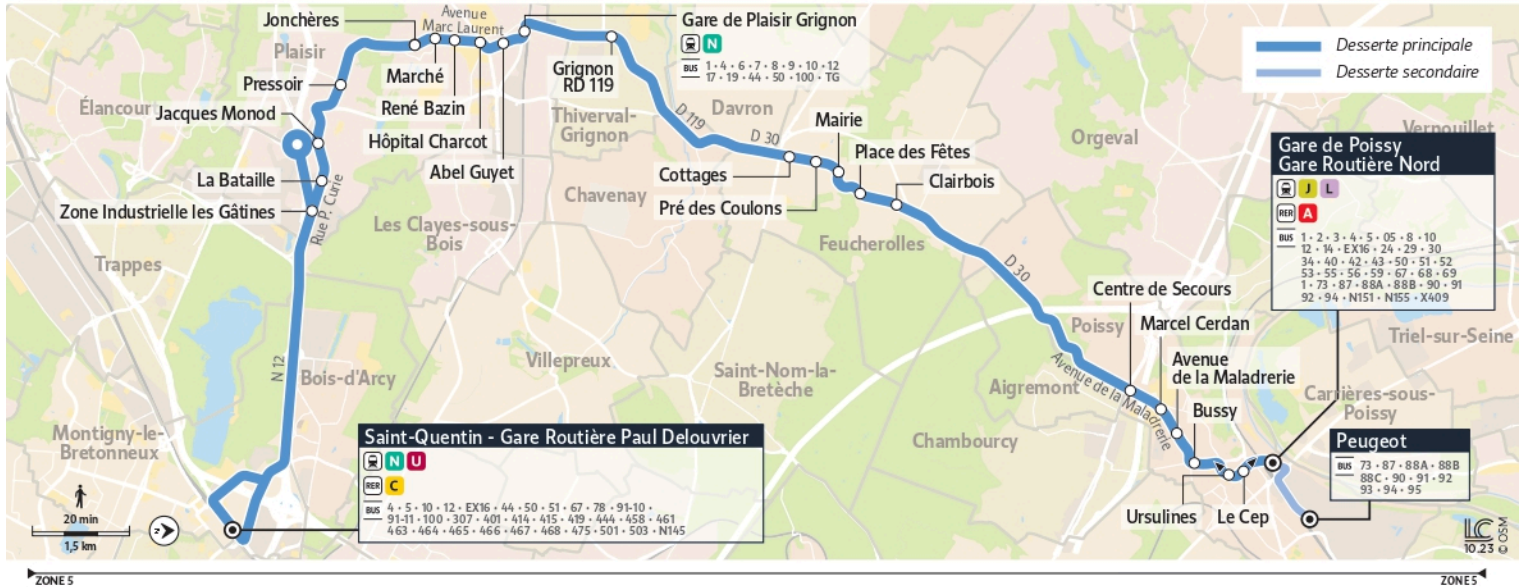 Jonchères
Avenue
Marc Laurent
Gare de Plaisir Grignon
N
BUS 1 • 4 • 6 • 7 • 8 • 9 • 10 • 12
17 • 19 • 44 • 50 • 100 • TG
Desserte principale
Desserte secondaire
Plaisir
Pressoir
Marché
Grignon
RD 119
Élancour
Jacques Monod
René Bazin
Thiverval-
Grignon
D 119
Davron
Mairie
Orgeval
Vernouillet
Hôpital Charcot
D 30
Place des Fêtes
Gare de Poissy
Gare Routière Nord
J L
RER A
BUS 1 • 2 • 3 • 4 • 5 • 05 • 8 • 10
12 • 14 • EX16 • 24 • 29 • 30
34 • 40 • 42 • 43 • 50 • 51 • 52
53 • 55 • 56 • 59 • 67 • 68 • 69
1 • 73 • 87 • 88A • 88B • 90 • 91
92 • 94 • N151 • N155 • X409
La Bataille
Abel Guyet
Cottages
Clairbois
Zone Industrielle les Gâtines
Rue P. Curie
Chavenay
Pré des Coulons
Les Clayes-sous-
Bois
Feucherolles
Trappes
D 30
Centre de Secours
Poissy
Marcel Cerdan
Triel-sur-Seine
N 12
Villepreux
Avenue
de la Maladrerie
Bois-d'Arcy
Saint-Nom-la-
Bretèche
Aigremont
Avenue de la Maladrerie
Carrières-sous-
Poissy
Bussy
Montigny-le-
Bretonneux
Saint-Quentin - Gare Routière Paul Delouvrier
N U
RER C
BUS 4 • 5 • 10 • 12 • EX16 • 44 • 50 • 51 • 67 • 78 • 91-10 •
91-11 • 100 • 307 • 401 • 414 • 415 • 419 • 444 • 458 • 461
463 • 464 • 465 • 466 • 467 • 468 • 475 • 501 • 503 • N145
Chambourcy
Peugeot
BUS 73 • 87 • 88A • 88B
88C • 90 • 91 • 92
93 • 94 • 95
20 min
1,5 km
Ursulines
Le Cep
LC
10.23
© OSM
ZONE 5
ZONE 5